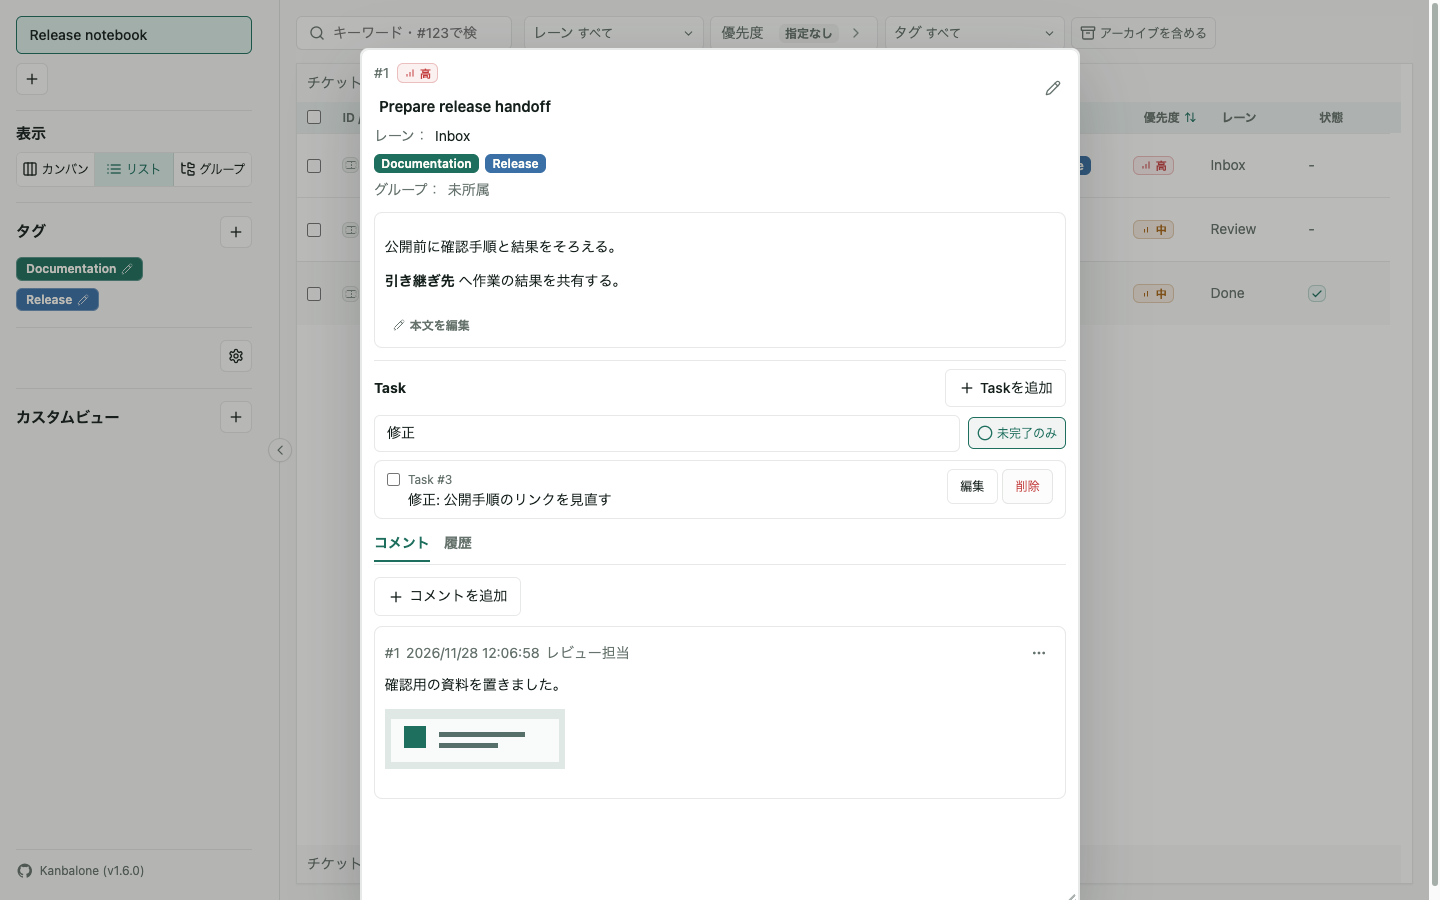 Release notebook
表示
カンバン
リスト
グループ
タグ
Documentation
Release
カスタムビュー
Kanbalone (v1.6.0)
キーワード・#123で検
レーン すべて
優先度 指定なし
タグ すべて
アーカイブを含める
チケット
ID
優先度
レーン
状態
高
Inbox
-
中
Review
-
中
Done
チケット
#1 高
Prepare release handoff
レーン： Inbox
Documentation Release
グループ： 未所属
公開前に確認手順と結果をそろえる。
引き継ぎ先 へ作業の結果を共有する。
本文を編集
Task
Taskを追加
修正
未完了のみ
Task #3
修正: 公開手順のリンクを見直す
編集
削除
コメント
履歴
コメントを追加
#1 2026/11/28 12:06:58 レビュー担当
確認用の資料を置きました。